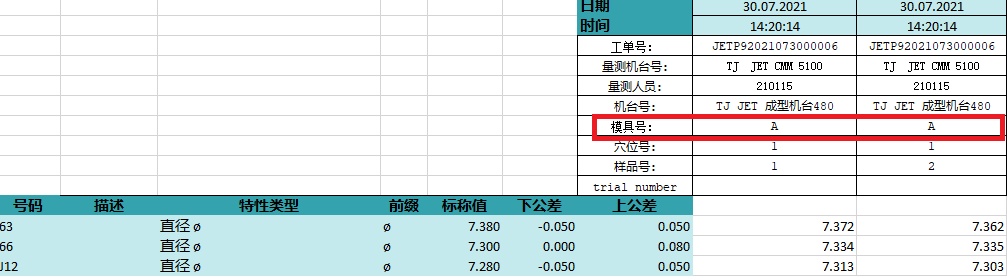 日期 30.07.2021 30.07.2021
时间 14:20:14 14:20:14
工单号: JETP92021073000006 JETP92021073000006
量测机台号: TJ JET CMM 5100 TJ JET CMM 5100
量测人员: 210115 210115
机台号: TJ JET 成型机台480 TJ JET 成型机台480
模具号: A A
穴位号: 1 1
样品号: 1 2
trial number
号码 描述 特性类型 前缀 标称值 下公差 上公差
63 直径 ø ø 7.380 -0.050 0.050 7.372 7.362
66 直径 ø ø 7.300 0.000 0.080 7.334 7.335
J12 直径 ø ø 7.280 -0.050 0.050 7.313 7.303